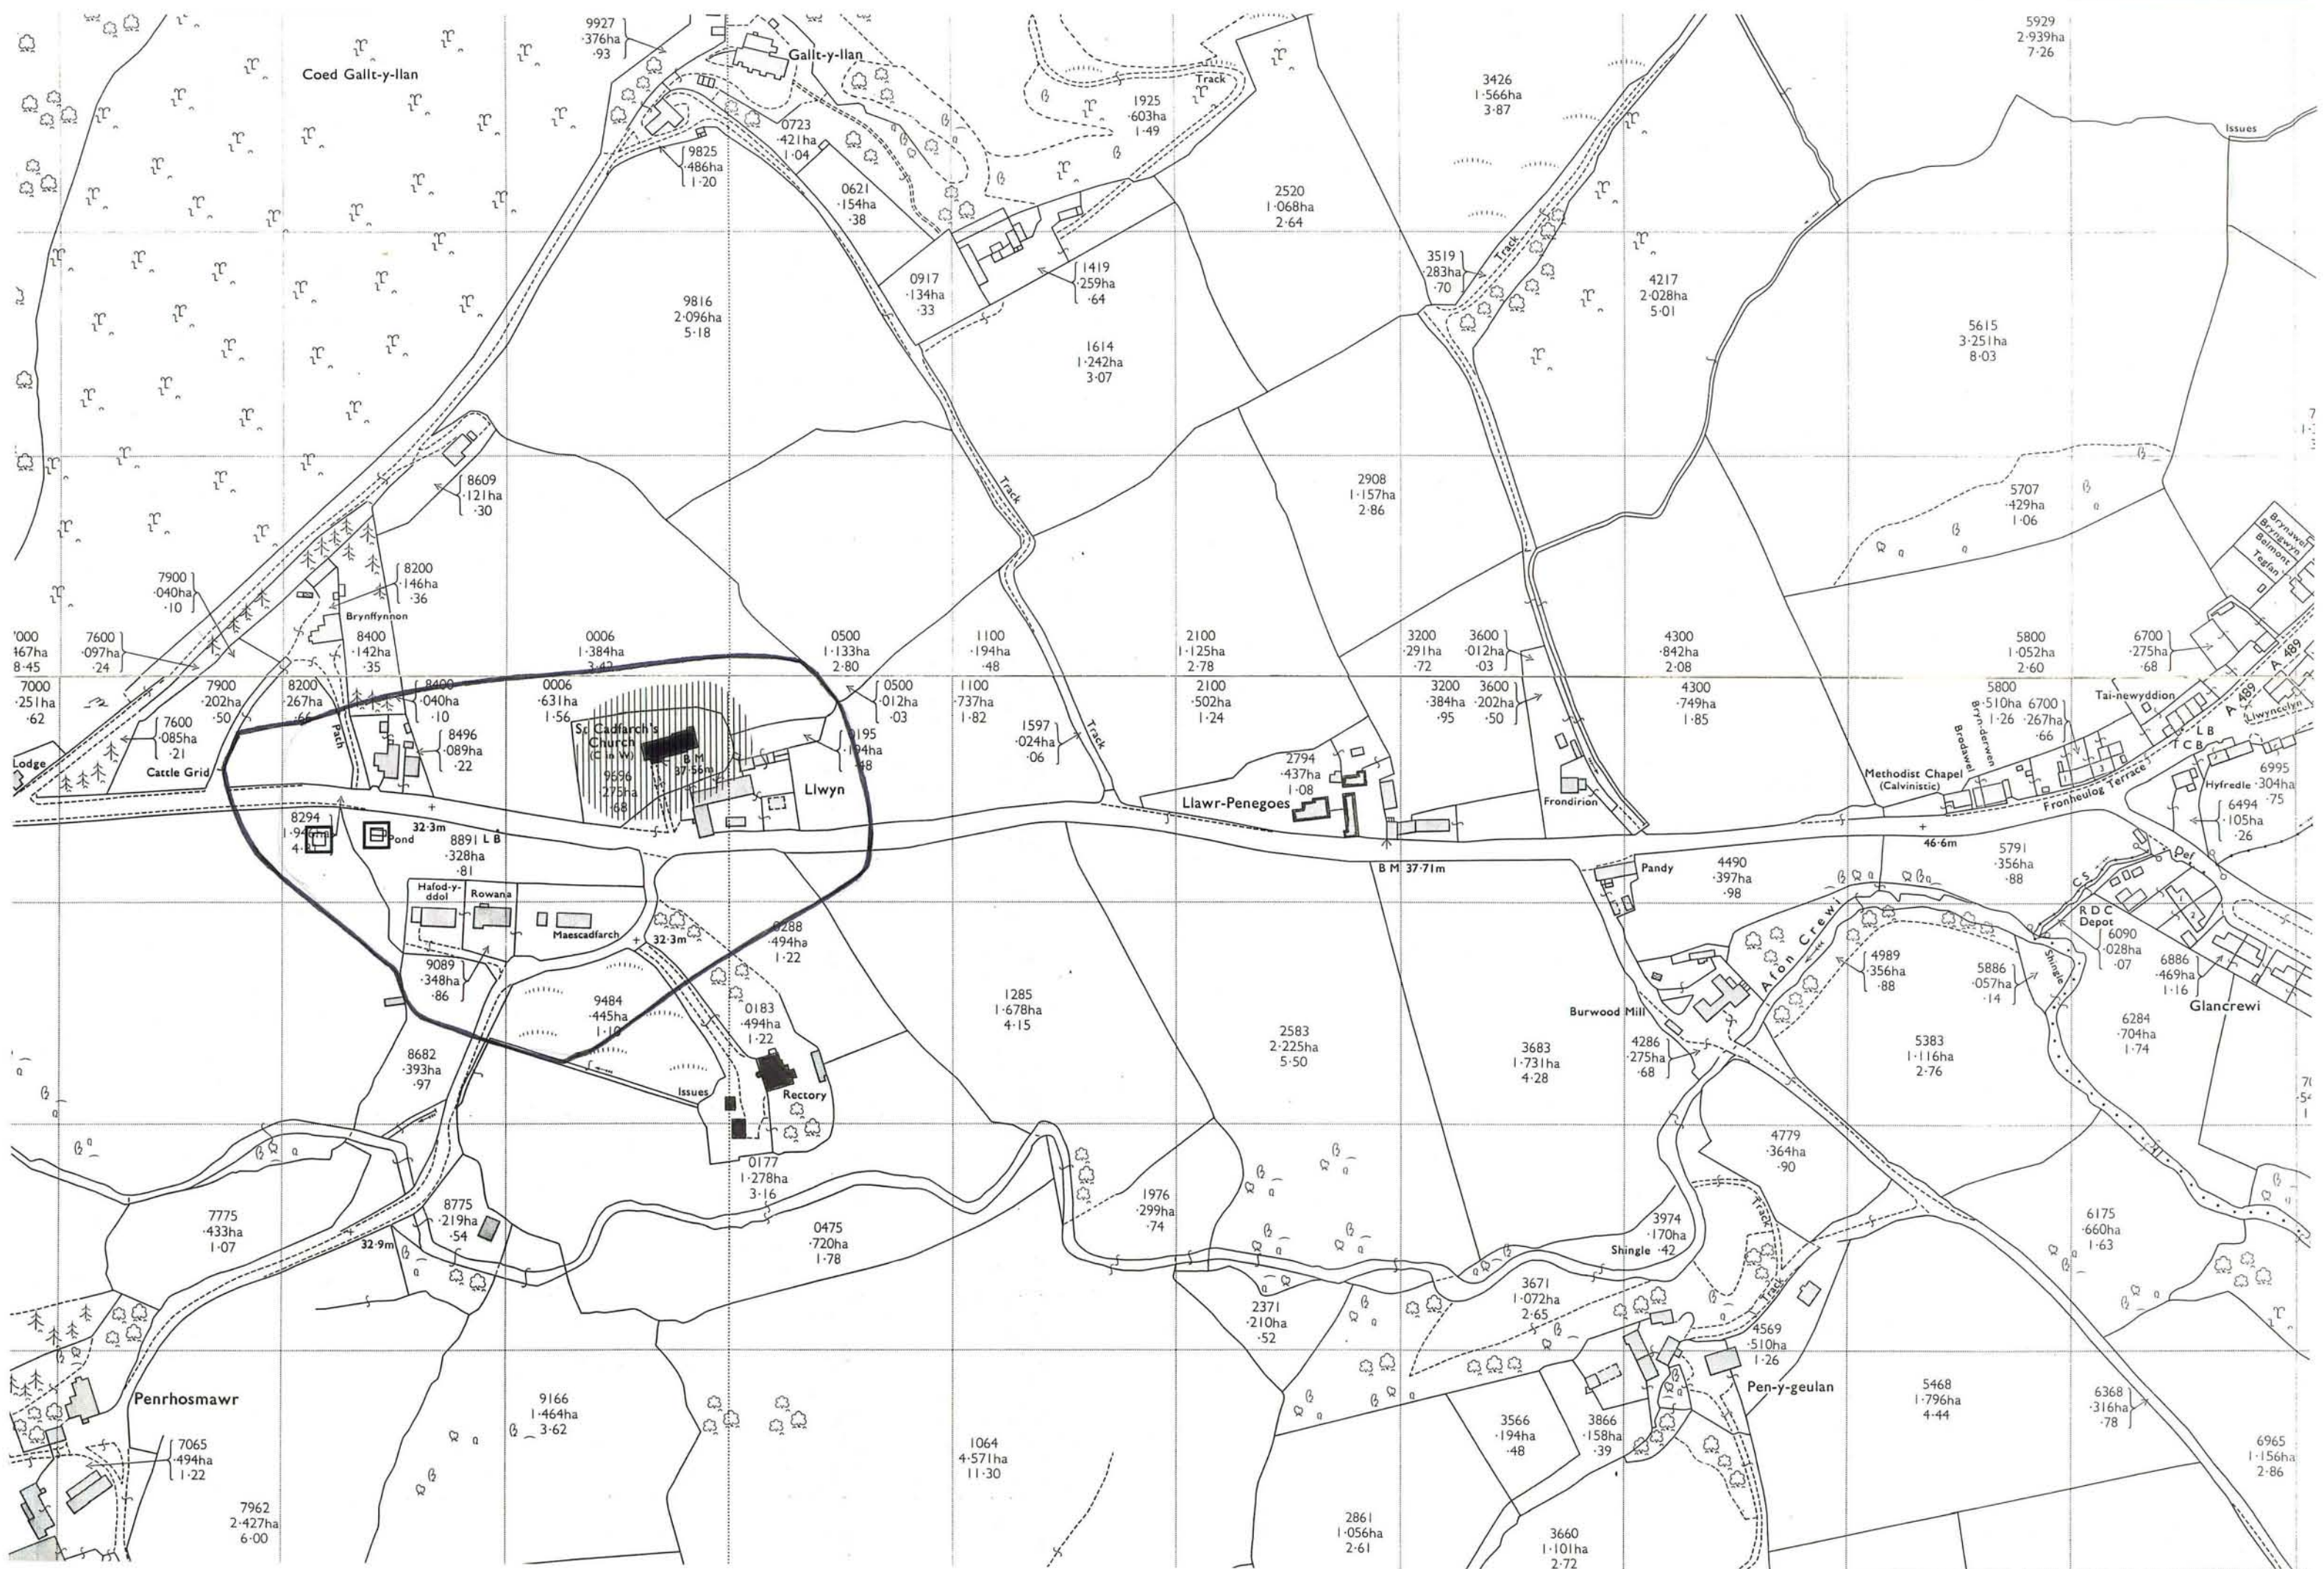 9927
·376ha
·93
Coed Gallt-y-llan
Gallt-y-llan
Track
1925
·603ha
1·49
3426
1·566ha
3·87
5929
2·939ha
7·26
Issues
0723
·421ha
1·04
9825
·486ha
1·20
0621
·154ha
·38
2520
1·068ha
2·64
Track
3519
·283ha
·70
4217
2·028ha
5·01
0917
·134ha
·33
1419
·259ha
·64
9816
2·096ha
5·18
1614
1·242ha
3·07
5615
3·251ha
8·03
8609
·121ha
·30
Track
2908
1·157ha
2·86
5707
·429ha
1·06
Brynawel
Bryngwyn
Belmont
Tegfan
7900
·040ha
·10
8200
·146ha
·36
Brynffynnon
8400
·142ha
·35
7600
·097ha
·24
0006
1·384ha
3·42
0500
1·133ha
2·80
1100
·194ha
·48
2100
1·125ha
2·78
3200
·291ha
·72
3600
·012ha
·03
4300
·842ha
2·08
5800
1·052ha
2·60
6700
·275ha
·68
A 489
7000
·251ha
·62
7900
·202ha
·50
8200
·267ha
·66
8400
·040ha
·10
0006
·631ha
1·56
0500
·012ha
·03
1100
·737ha
1·82
2100
·502ha
1·24
3200
·384ha
·95
3600
·202ha
·50
4300
·749ha
1·85
5800
·510ha
1·26
6700
·267ha
·66
Tai-newyddion
A 489
Llwyncelyn
7600
·085ha
·21
Path
8496
·089ha
·22
St Cadfarch's
Church
(C in W)
B M
37·56m
9696
·275ha
·68
·48
1597
·024ha
·06
Track
Lodge
Cattle Grid
Llwyn
2794
·437ha
1·08
Llawr-Penegoes
Frondirion
Methodist Chapel
(Calvinistic)
Brodawel
Bryn-derwen
Fronheulog Terrace
L B
T C B
Hyfredle
6995
·304ha
·75
6494
·105ha
·26
8294
Pond
32·3m
8891
·328ha
·81
L B
B M 37·71m
Pandy
4490
·397ha
·98
46·6m
5791
·356ha
·88
C S
Def
Hafod-y-
ddol
Rowana
Maescadfarch
32·3m
0288
·494ha
1·22
R D C
Depot
6090
·028ha
·07
Afon Crewi
4989
·356ha
·88
5886
·057ha
·14
Shingle
6886
·469ha
1·16
Glancrewi
9089
·348ha
·86
9484
·445ha
1·10
0183
·494ha
1·22
1285
1·678ha
4·15
2583
2·225ha
5·50
Burwood Mill
3683
1·731ha
4·28
4286
·275ha
·68
5383
1·116ha
2·76
6284
·704ha
1·74
8682
·393ha
·97
Issues
Rectory
0177
1·278ha
3·16
1976
·299ha
·74
4779
·364ha
·90
Track
7775
·433ha
1·07
32·9m
8775
·219ha
·54
0475
·720ha
1·78
3974
·170ha
·42
Shingle
6175
·660ha
1·63
2371
·210ha
·52
3671
1·072ha
2·65
Track
4569
·510ha
1·26
Penrhosmawr
9166
1·464ha
3·62
Pen-y-geulan
5468
1·796ha
4·44
6368
·316ha
·78
7065
·494ha
1·22
1064
4·571ha
11·30
3566
·194ha
·48
3866
·158ha
·39
6965
1·156ha
2·86
7962
2·427ha
6·00
2861
1·056ha
2·61
3660
1·101ha
2·72